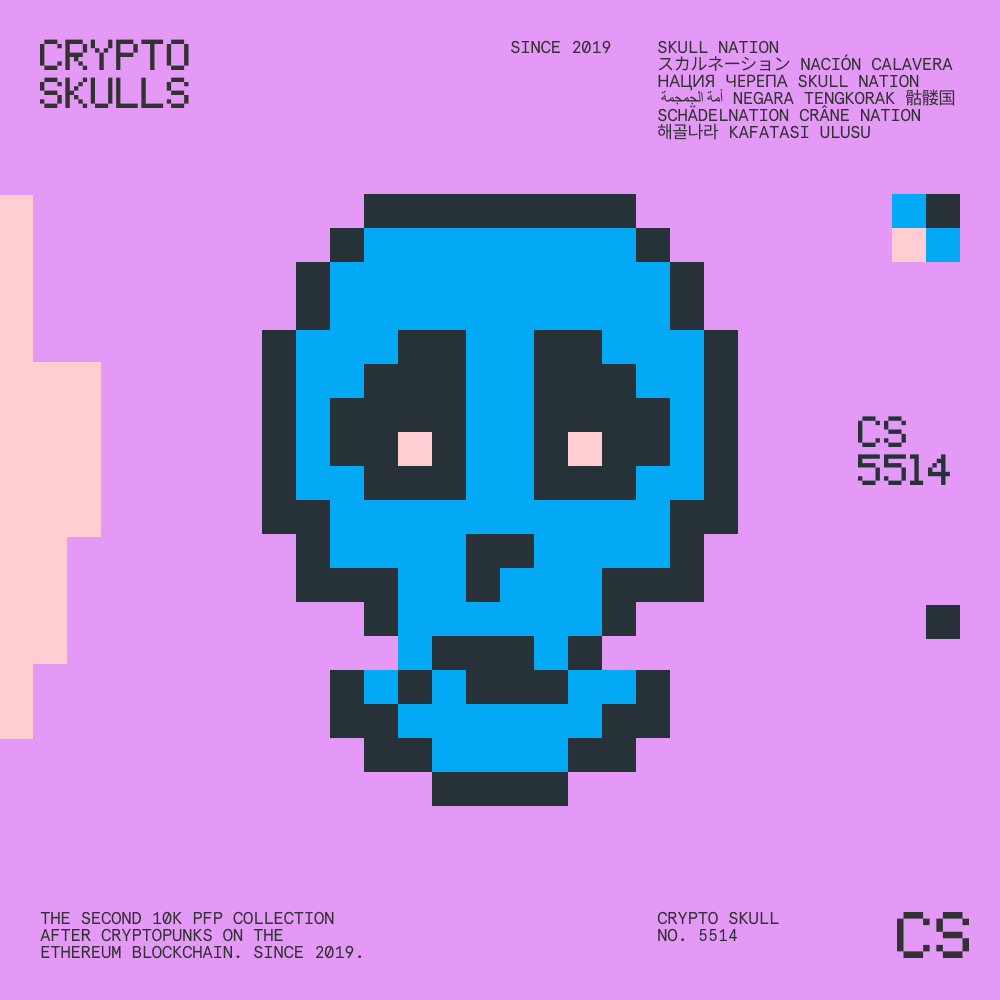 CRYPTO
SKULLS
SINCE 2019
SKULL NATION
スカルネーション NACIÓN CALAVERA
НАЦИЯ ЧЕРЕПА SKULL NATION
أمة الجمجمة NEGARA TENGKORAK 骷髅国
SCHÄDELNATION CRÂNE NATION
해골나라 KAFATASI ULUSU
CS
5514
THE SECOND 10K PFP COLLECTION
AFTER CRYPTOPUNKS ON THE
ETHEREUM BLOCKCHAIN. SINCE 2019.
CRYPTO SKULL
NO. 5514
CS